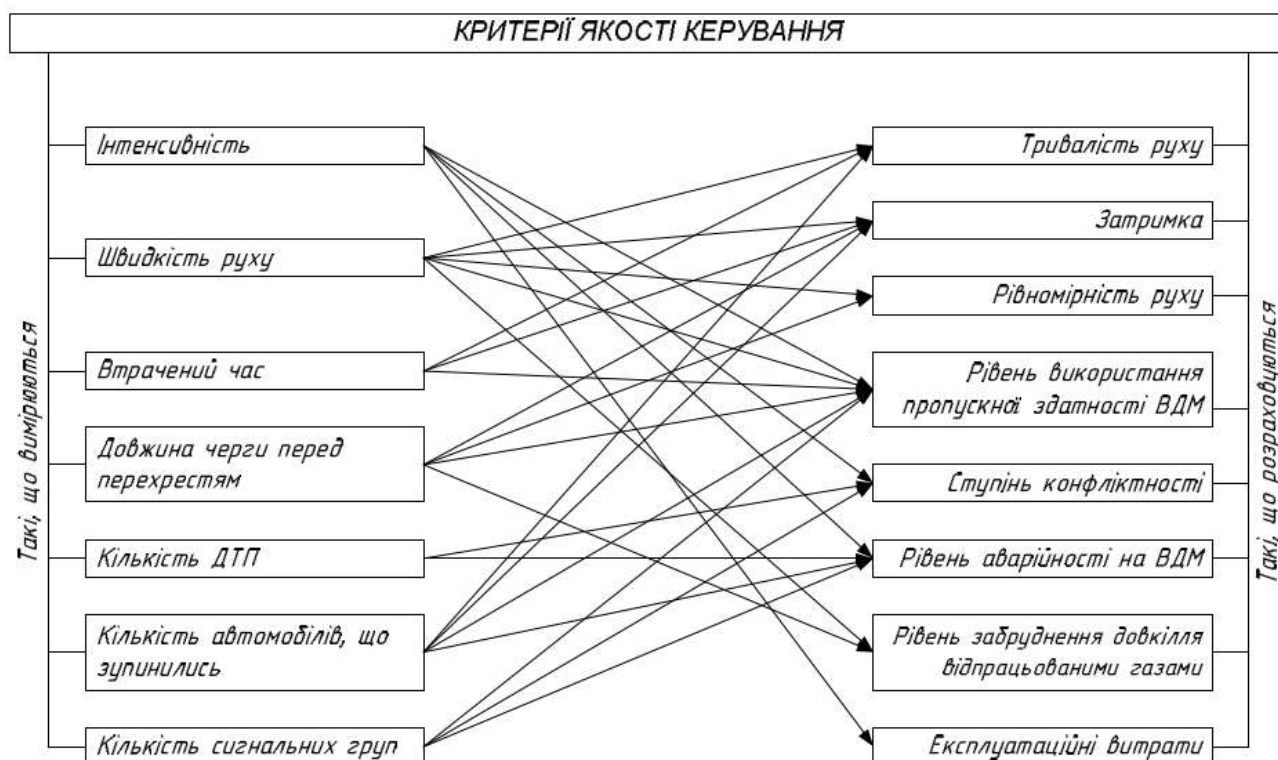 КРИТЕРІЇ ЯКОСТІ КЕРУВАННЯ
Такі, що вимірюються
Інтенсивність
Швидкість руху
Втрачений час
Довжина черги перед
перехрестям
Кількість ДТП
Кількість автомобілів, що
зупинились
Кількість сигнальних груп
Тривалість руху
Затримка
Рівномірність руху
Рівень використання
пропускної здатності ВДМ
Ступінь конфліктності
Рівень аварійності на ВДМ
Рівень забруднення довкілля
відпрацьованими газами
Експлуатаційні витрати
Такі, що розраховуються